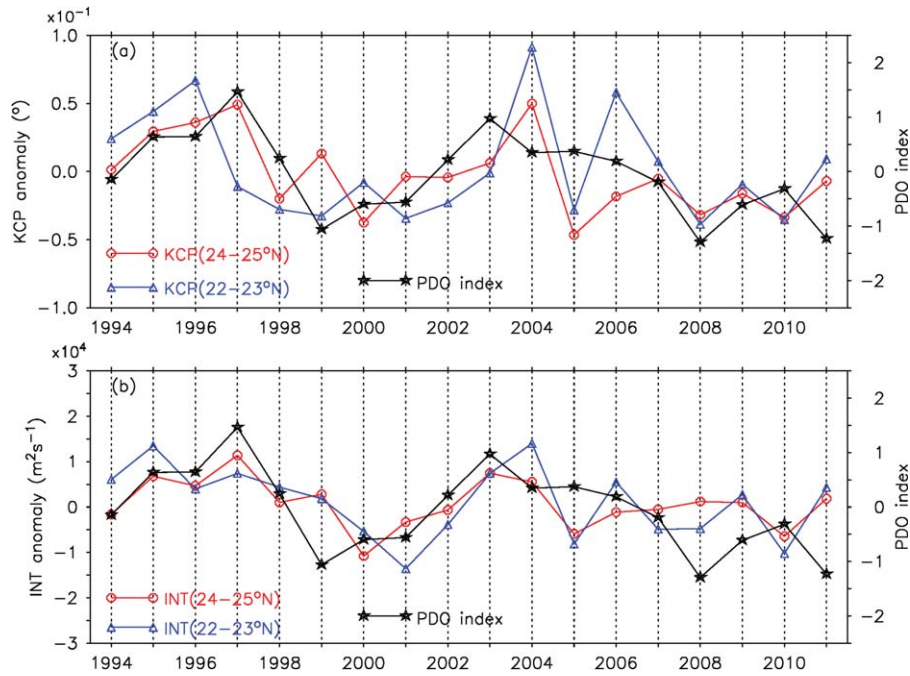 ×10⁻¹
(a)
1.0
0.5
0.0
−0.5
−1.0
KCP anomaly (°)
2
1
0
−1
−2
PDO index
KCP(24−25°N)
KCP(22−23°N)
PDO index
1994 1996 1998 2000 2002 2004 2006 2008 2010
×10⁴
(b)
3
2
1
0
−1
−2
−3
INT anomaly (m²s⁻¹)
2
1
0
−1
−2
PDO index
INT(24−25°N)
INT(22−23°N)
PDO index
1994 1996 1998 2000 2002 2004 2006 2008 2010